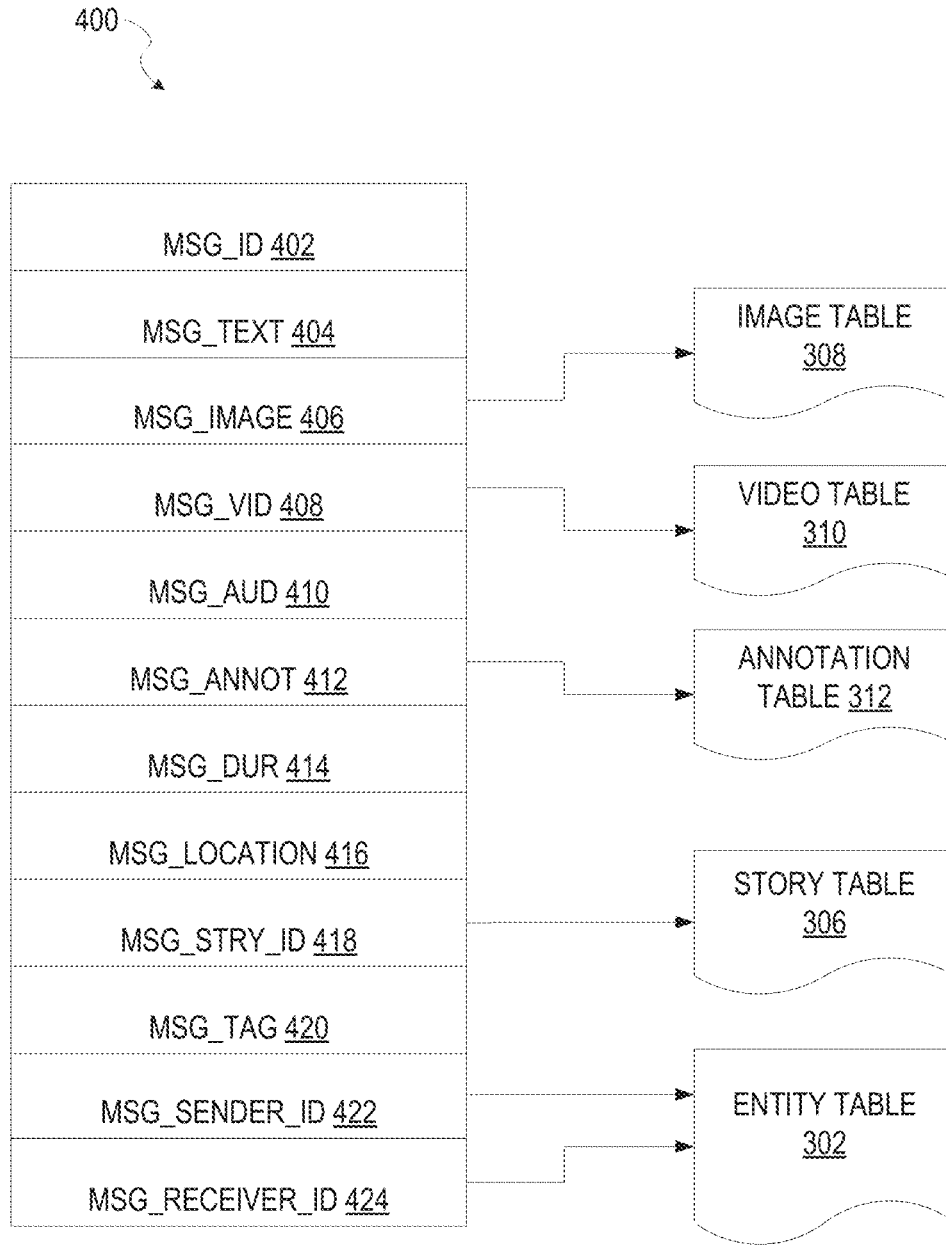 400
MSG_ID 402
MSG_TEXT 404
MSG_IMAGE 406
MSG_VID 408
MSG_AUD 410
MSG_ANNOT 412
MSG_DUR 414
MSG_LOCATION 416
MSG_STRY_ID 418
MSG_TAG 420
MSG_SENDER_ID 422
MSG_RECEIVER_ID 424
IMAGE TABLE
308
VIDEO TABLE
310
ANNOTATION
TABLE 312
STORY TABLE
306
ENTITY TABLE
302